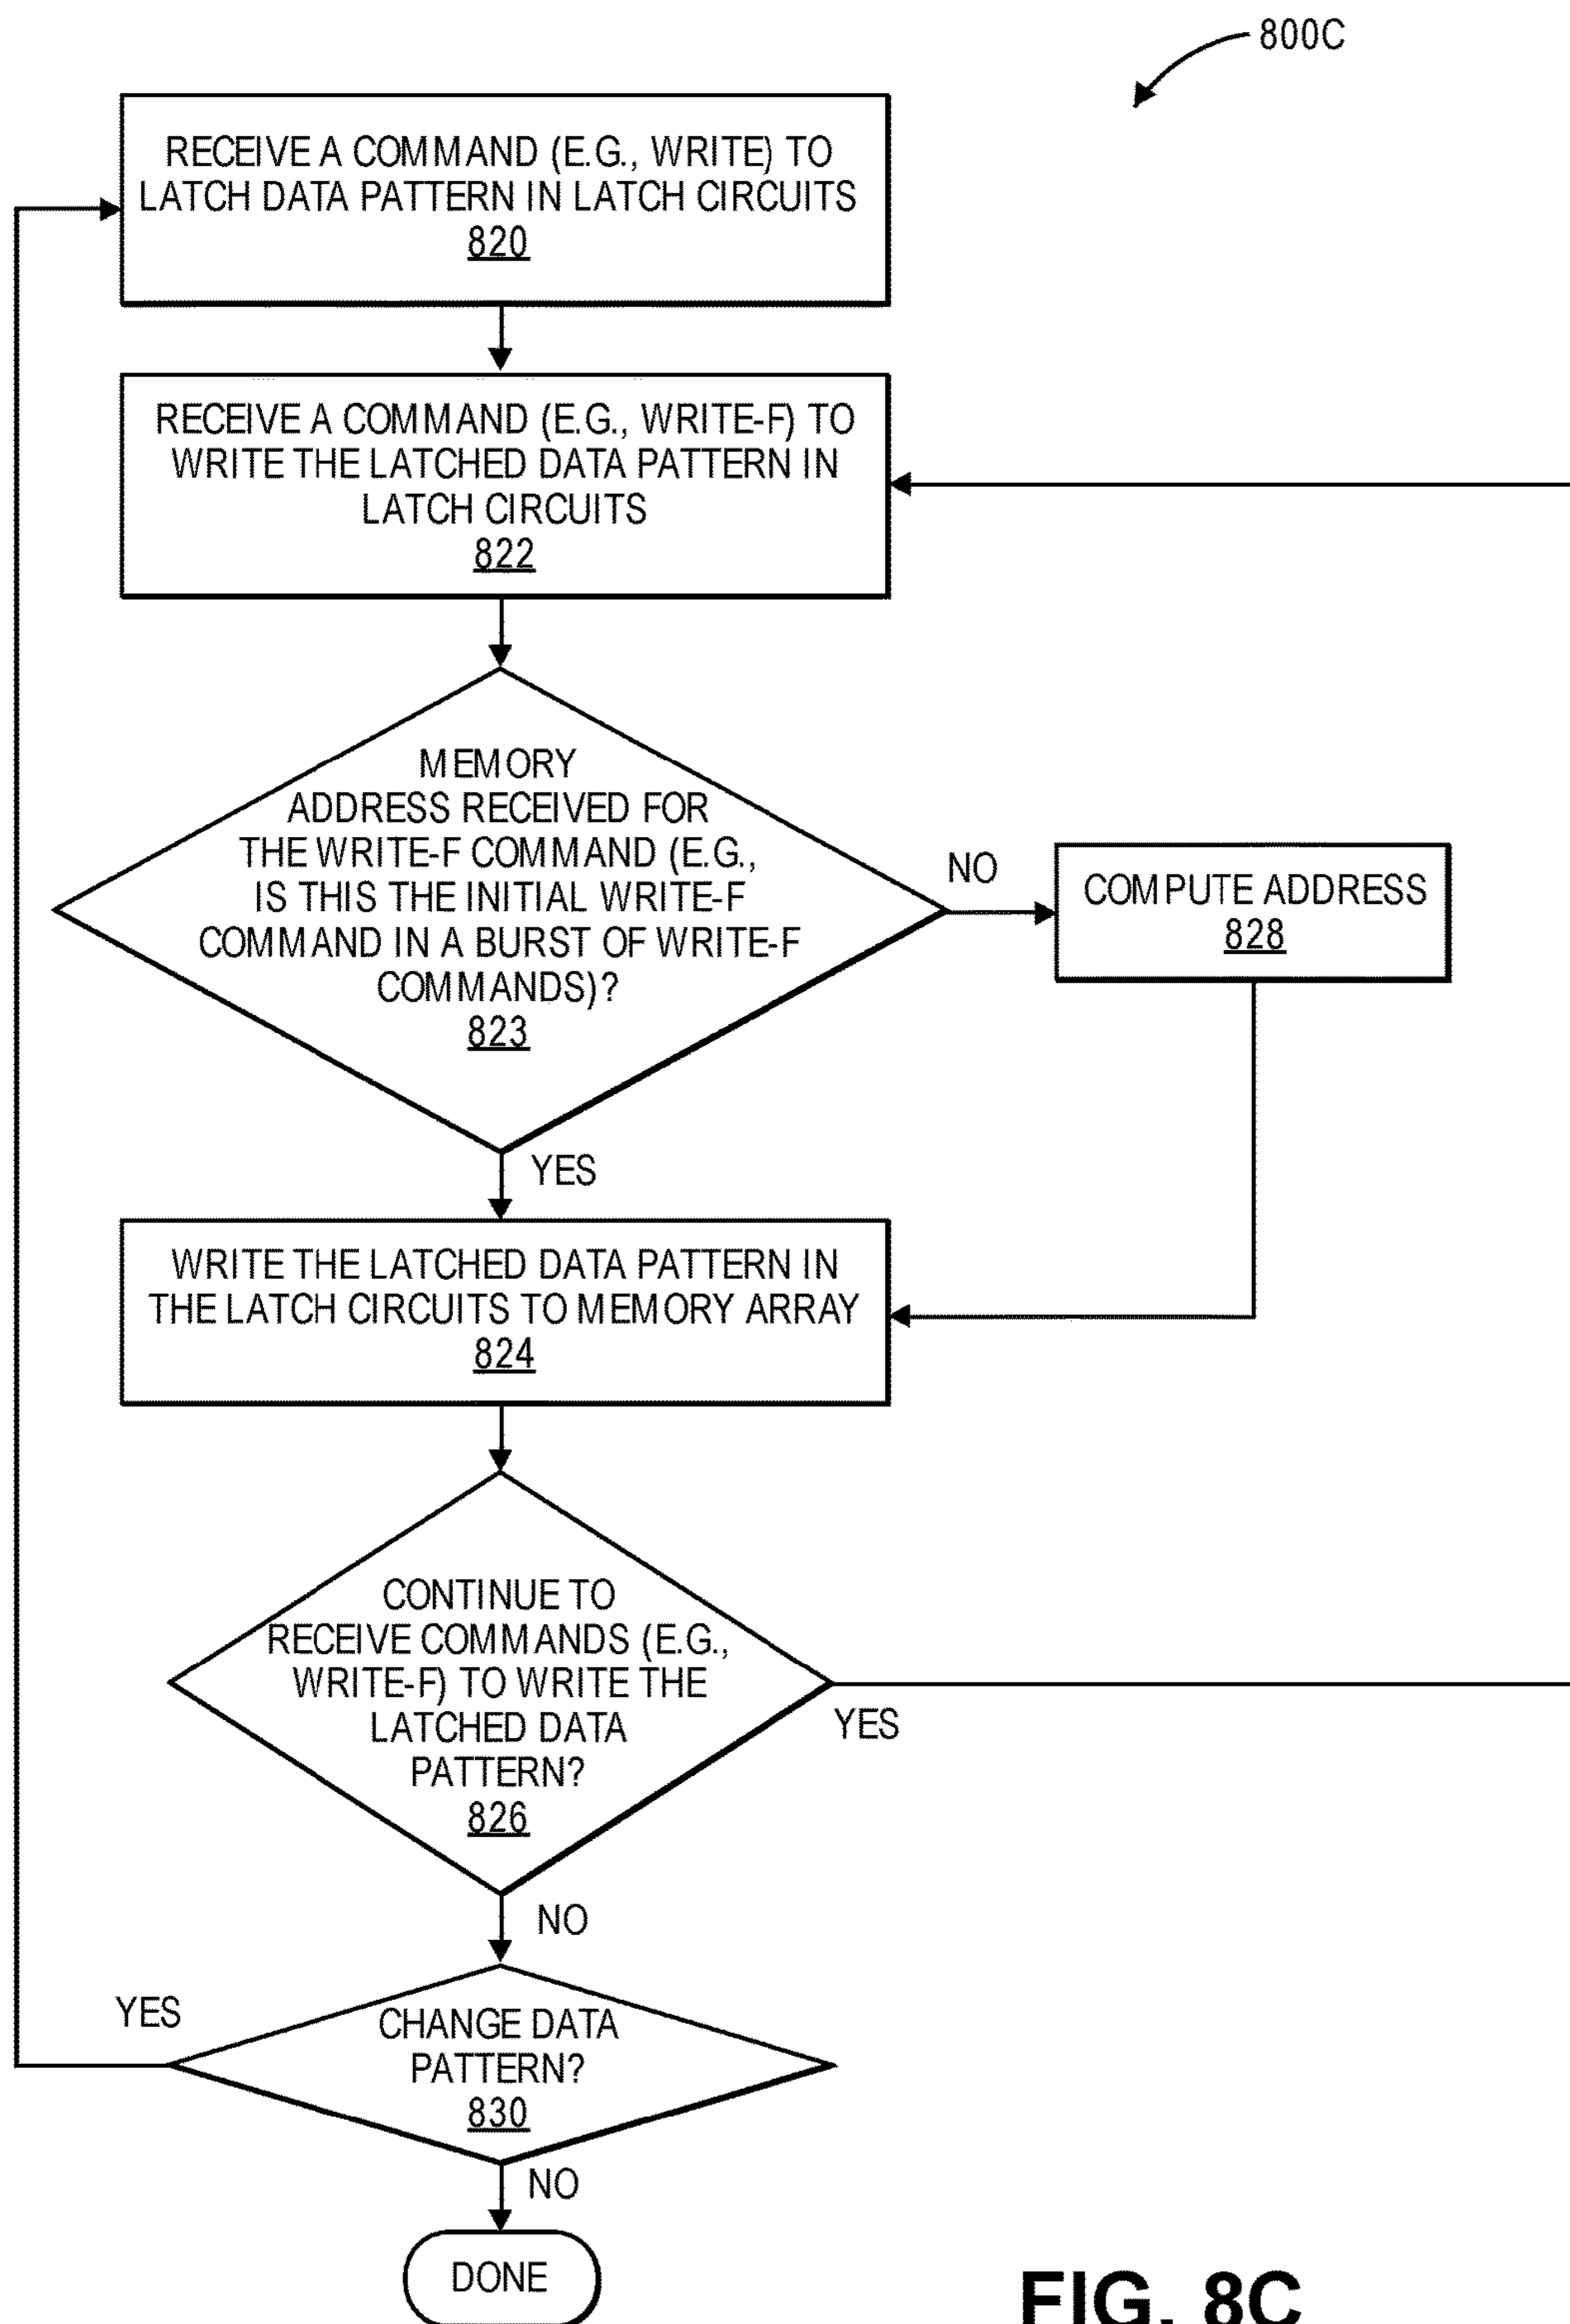 800C
RECEIVE A COMMAND (E.G., WRITE) TO
LATCH DATA PATTERN IN LATCH CIRCUITS
820
RECEIVE A COMMAND (E.G., WRITE-F) TO
WRITE THE LATCHED DATA PATTERN IN
LATCH CIRCUITS
822
MEMORY
ADDRESS RECEIVED FOR
THE WRITE-F COMMAND (E.G.,
IS THIS THE INITIAL WRITE-F
COMMAND IN A BURST OF WRITE-F
COMMANDS)?
823
NO
COMPUTE ADDRESS
828
YES
WRITE THE LATCHED DATA PATTERN IN
THE LATCH CIRCUITS TO MEMORY ARRAY
824
CONTINUE TO
RECEIVE COMMANDS (E.G.,
WRITE-F) TO WRITE THE
LATCHED DATA
PATTERN?
826
YES
NO
YES
CHANGE DATA
PATTERN?
830
NO
DONE
FIG. 8C